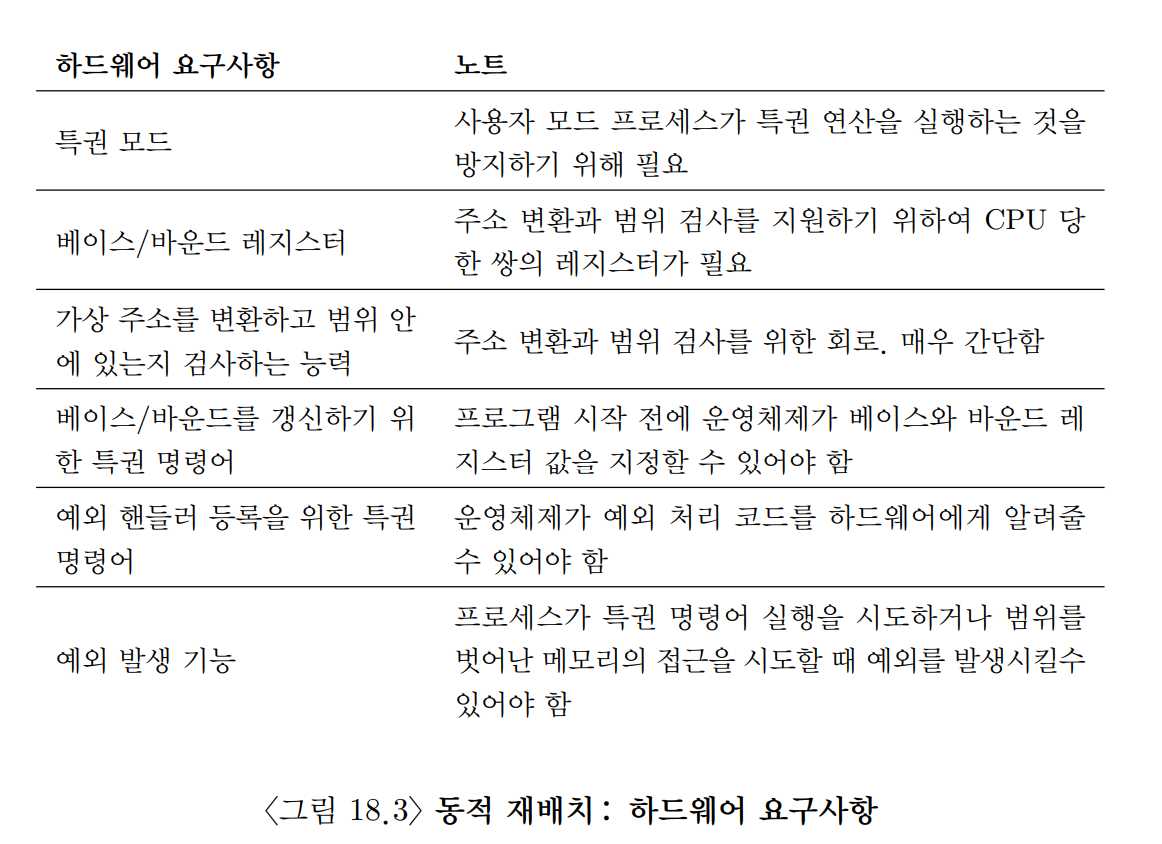 하드웨어 요구사항 노트
특권 모드
사용자 모드 프로세스가 특권 연산을 실행하는 것을
방지하기 위해 필요
베이스/바운드 레지스터
주소 변환과 범위 검사를 지원하기 위하여 CPU 당
한 쌍의 레지스터가 필요
가상 주소를 변환하고 범위 안
에 있는지 검사하는 능력
주소 변환과 범위 검사를 위한 회로. 매우 간단함
베이스/바운드를 갱신하기 위
한 특권 명령어
프로그램 시작 전에 운영체제가 베이스와 바운드 레
지스터 값을 지정할 수 있어야 함
예외 핸들러 등록을 위한 특권
명령어
운영체제가 예외 처리 코드를 하드웨어에게 알려줄
수 있어야 함
예외 발생 기능
프로세스가 특권 명령어 실행을 시도하거나 범위를
벗어난 메모리의 접근을 시도할 때 예외를 발생시킬수
있어야 함
〈그림 18.3〉 동적 재배치: 하드웨어 요구사항